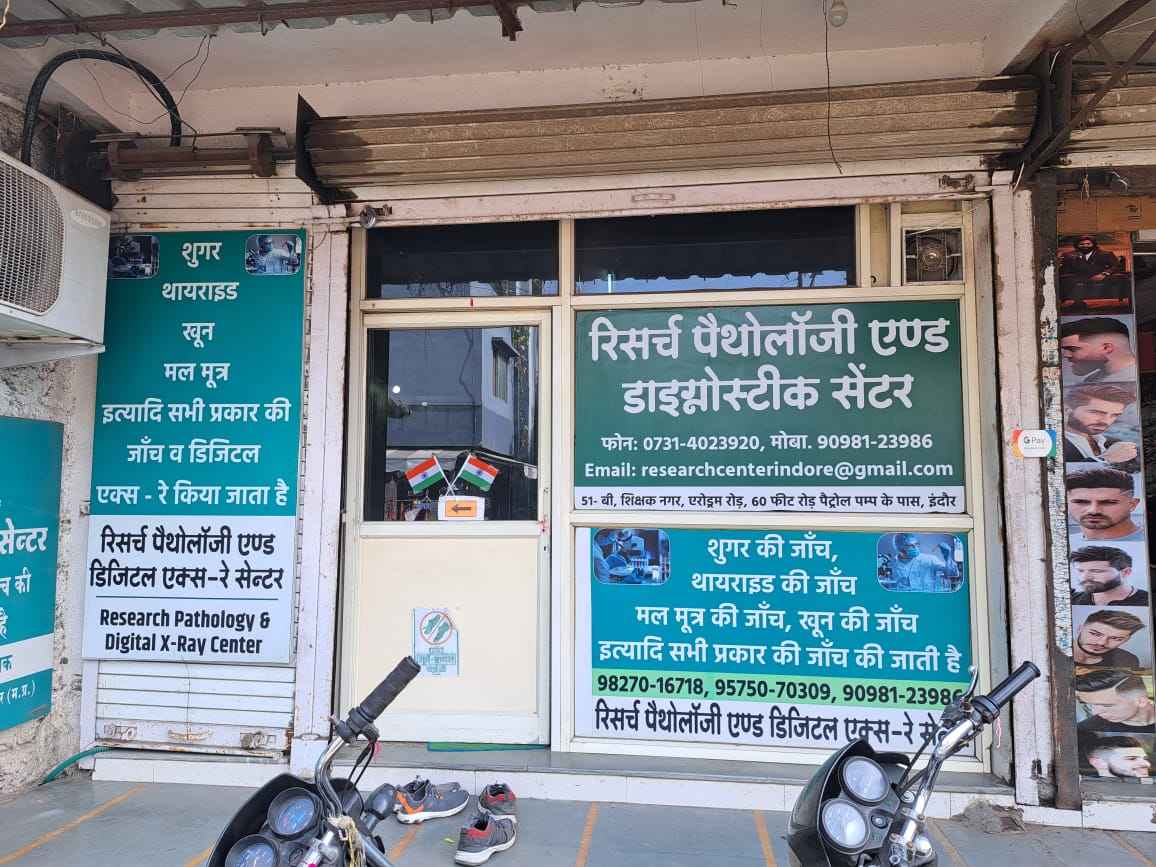 शुगर
थायराइड
खून
मल मूत्र
इत्यादि सभी प्रकार की
जाँच व डिजिटल
एक्स - रे किया जाता है
रिसर्च पैथोलॉजी एण्ड
डिजिटल एक्स-रे सेन्टर
Research Pathology &
Digital X-Ray Center
रिसर्च पैथोलॉजी एण्ड
डाइग्नोस्टीक सेंटर
फोन: 0731-4023920, मोबा. 90981-23986
Email: researchcenterindore@gmail.com
51- बी, शिक्षक नगर, एरोड्रम रोड़, 60 फीट रोड़ पैट्रोल पम्प के पास, इंदौर
शुगर की जाँच,
थायराइड की जाँच
मल मूत्र की जाँच, खून की जाँच
इत्यादि सभी प्रकार की जाँच की जाती है
98270-16718, 95750-70309, 90981-23986
रिसर्च पैथोलॉजी एण्ड डिजिटल एक्स-रे
सेन्टर
च की
है
(म.प्र.)
G Pay